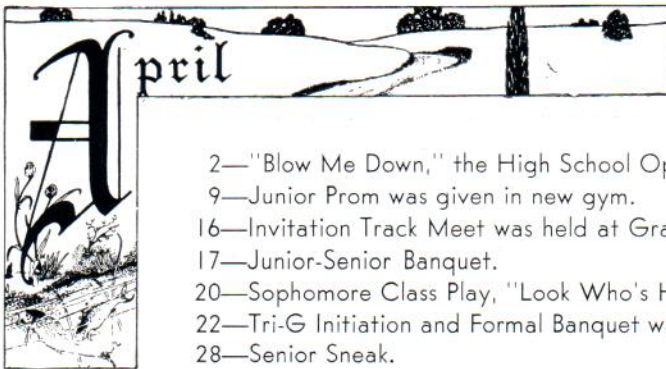 April
2—"Blow Me Down," the High School Op
9—Junior Prom was given in new gym.
16—Invitation Track Meet was held at Gra
17—Junior-Senior Banquet.
20—Sophomore Class Play, "Look Who's H
22—Tri-G Initiation and Formal Banquet w
28—Senior Sneak.